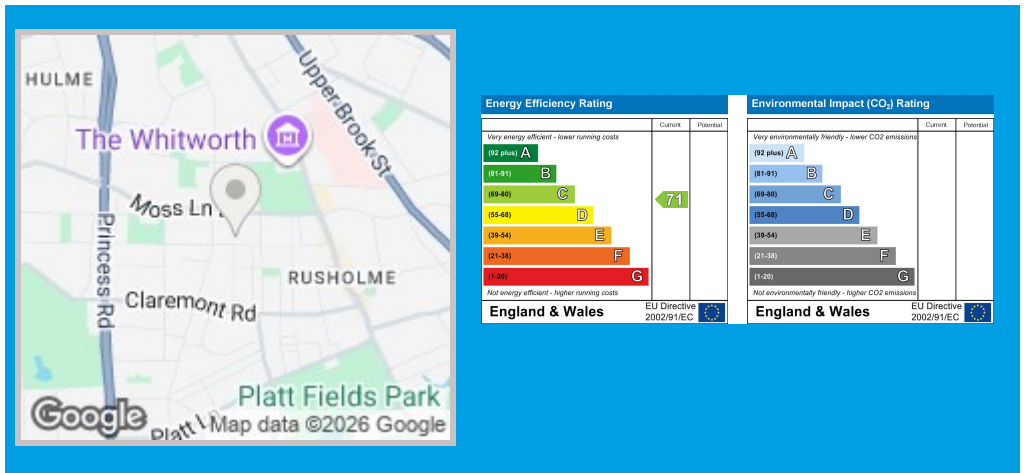 HULME
Upper Brook St
The Whitworth
Moss Ln
Princess Rd
RUSHOLME
Claremont Rd
Platt Fields Park
Google
Platt
Map data ©2026 Google
Energy Efficiency Rating
Current Potential
Very energy efficient - lower running costs
(92 plus) A
(81-91) B
(69-80) C
71
(55-68) D
(39-54) E
(21-38) F
(1-20) G
Not energy efficient - higher running costs
England & Wales
EU Directive
2002/91/EC
Environmental Impact (CO₂) Rating
Current Potential
Very environmentally friendly - lower CO2 emissions
(92 plus) A
(81-91) B
(69-80) C
(55-68) D
(39-54) E
(21-38) F
(1-20) G
Not environmentally friendly - higher CO2 emissions
England & Wales
EU Directive
2002/91/EC